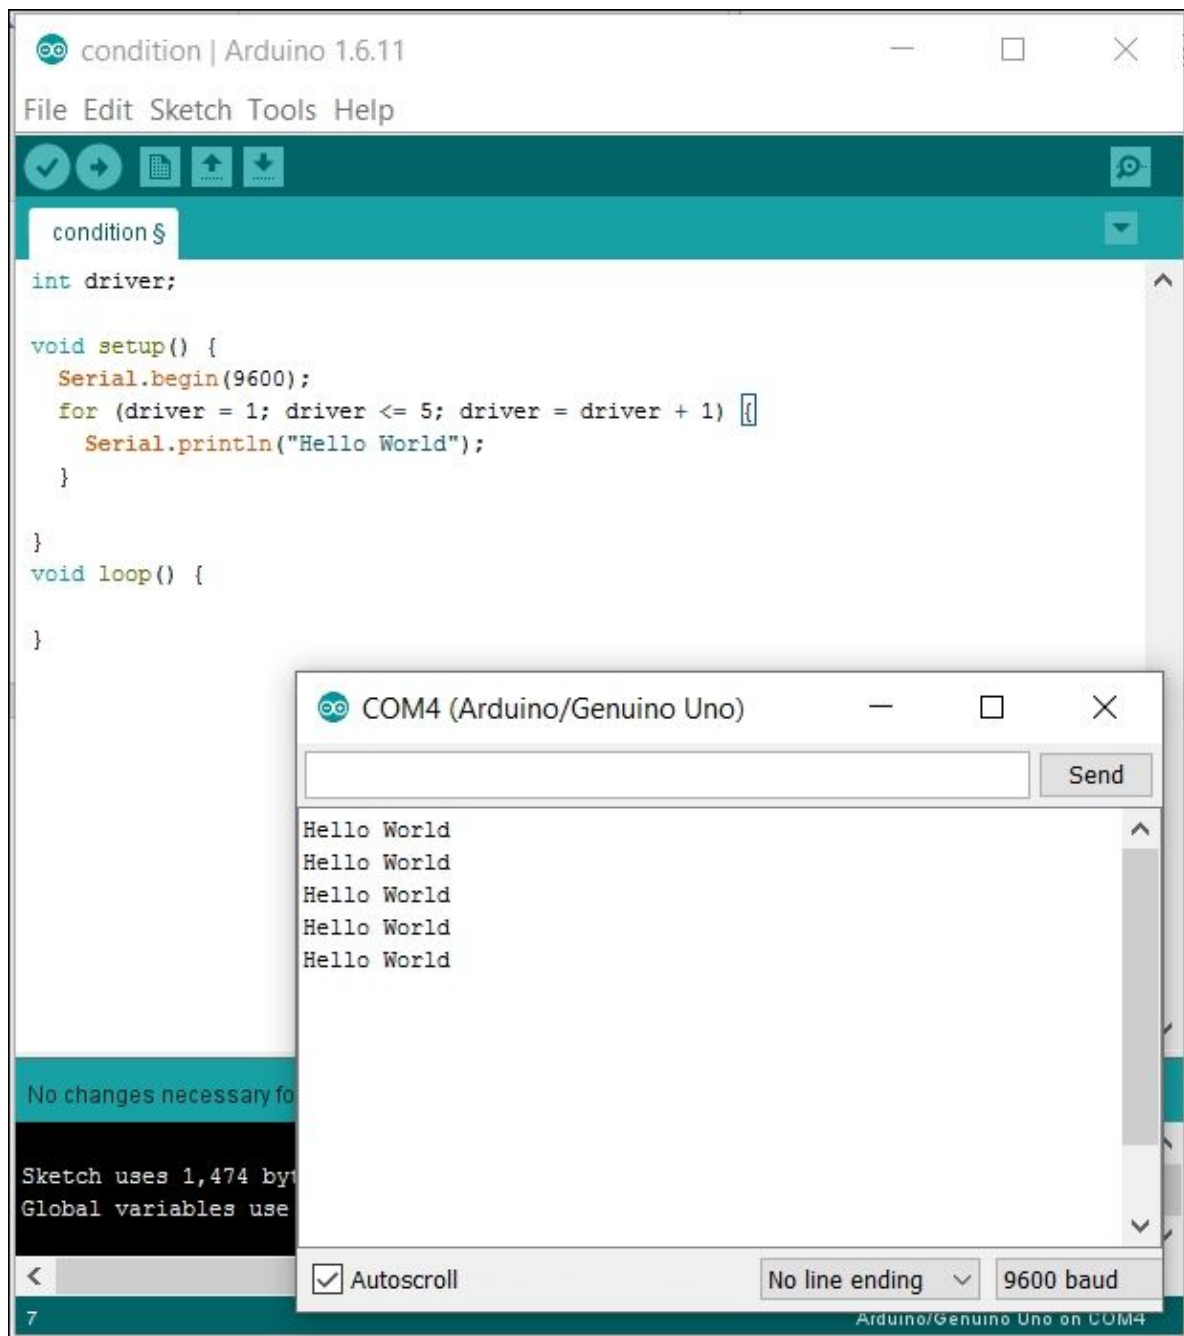 condition | Arduino 1.6.11
File Edit Sketch Tools Help
condition §
int driver;
void setup() {
  Serial.begin(9600);
  for (driver = 1; driver <= 5; driver = driver + 1) {
    Serial.println("Hello World");
  }
}
void loop() {
}
COM4 (Arduino/Genuino Uno)
Send
Hello World
Hello World
Hello World
Hello World
Hello World
No changes necessary fo
Sketch uses 1,474 byt
Global variables use
Autoscroll
No line ending
9600 baud
7
Arduino/Genuino Uno on COM4